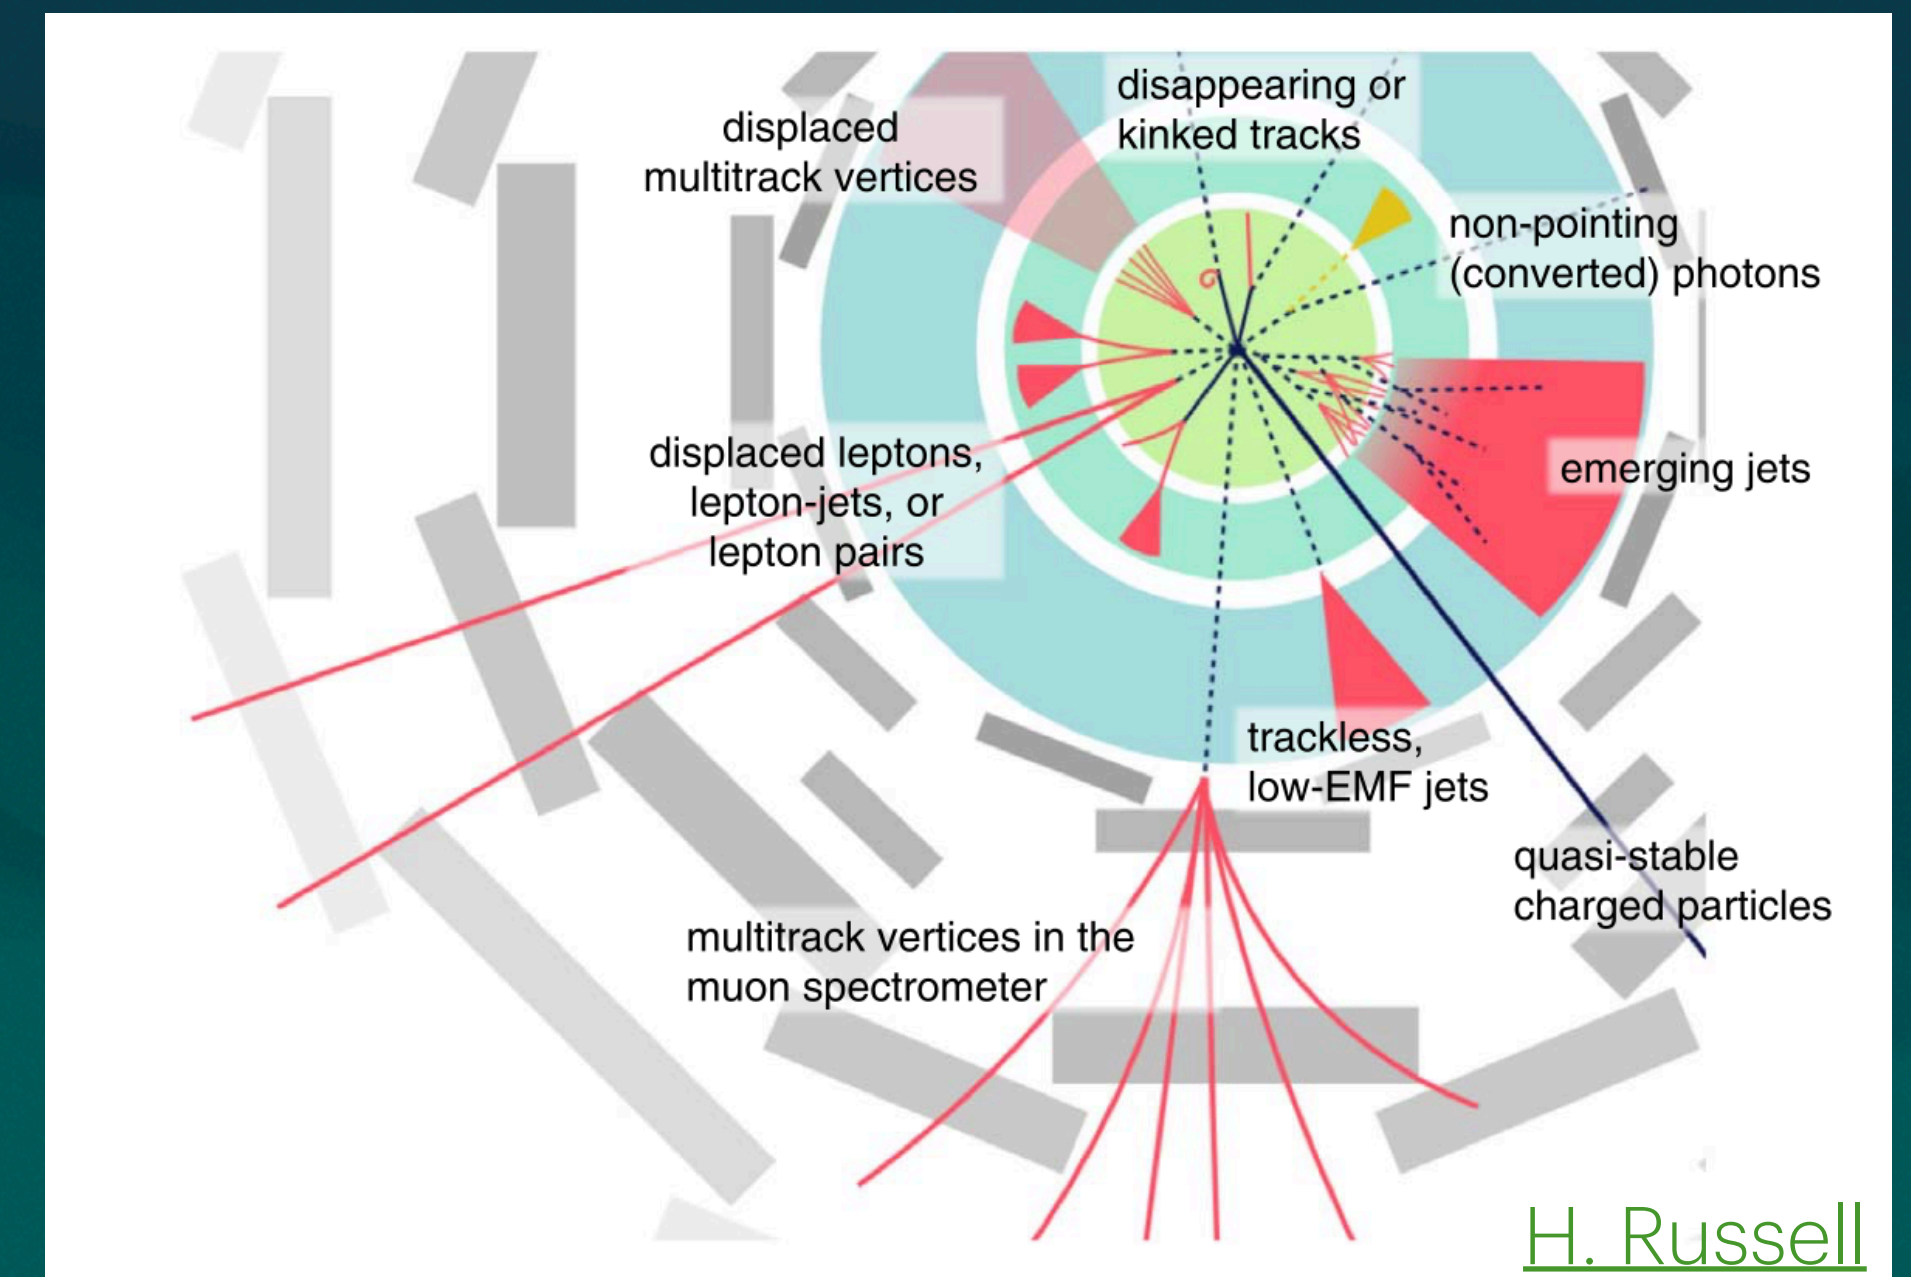 disappearing or
kinked tracks
displaced
multitrack vertices
non-pointing
(converted) photons
displaced leptons,
lepton-jets, or
lepton pairs
emerging jets
trackless,
low-EMF jets
quasi-stable
charged particles
multitrack vertices in the
muon spectrometer
H. Russell